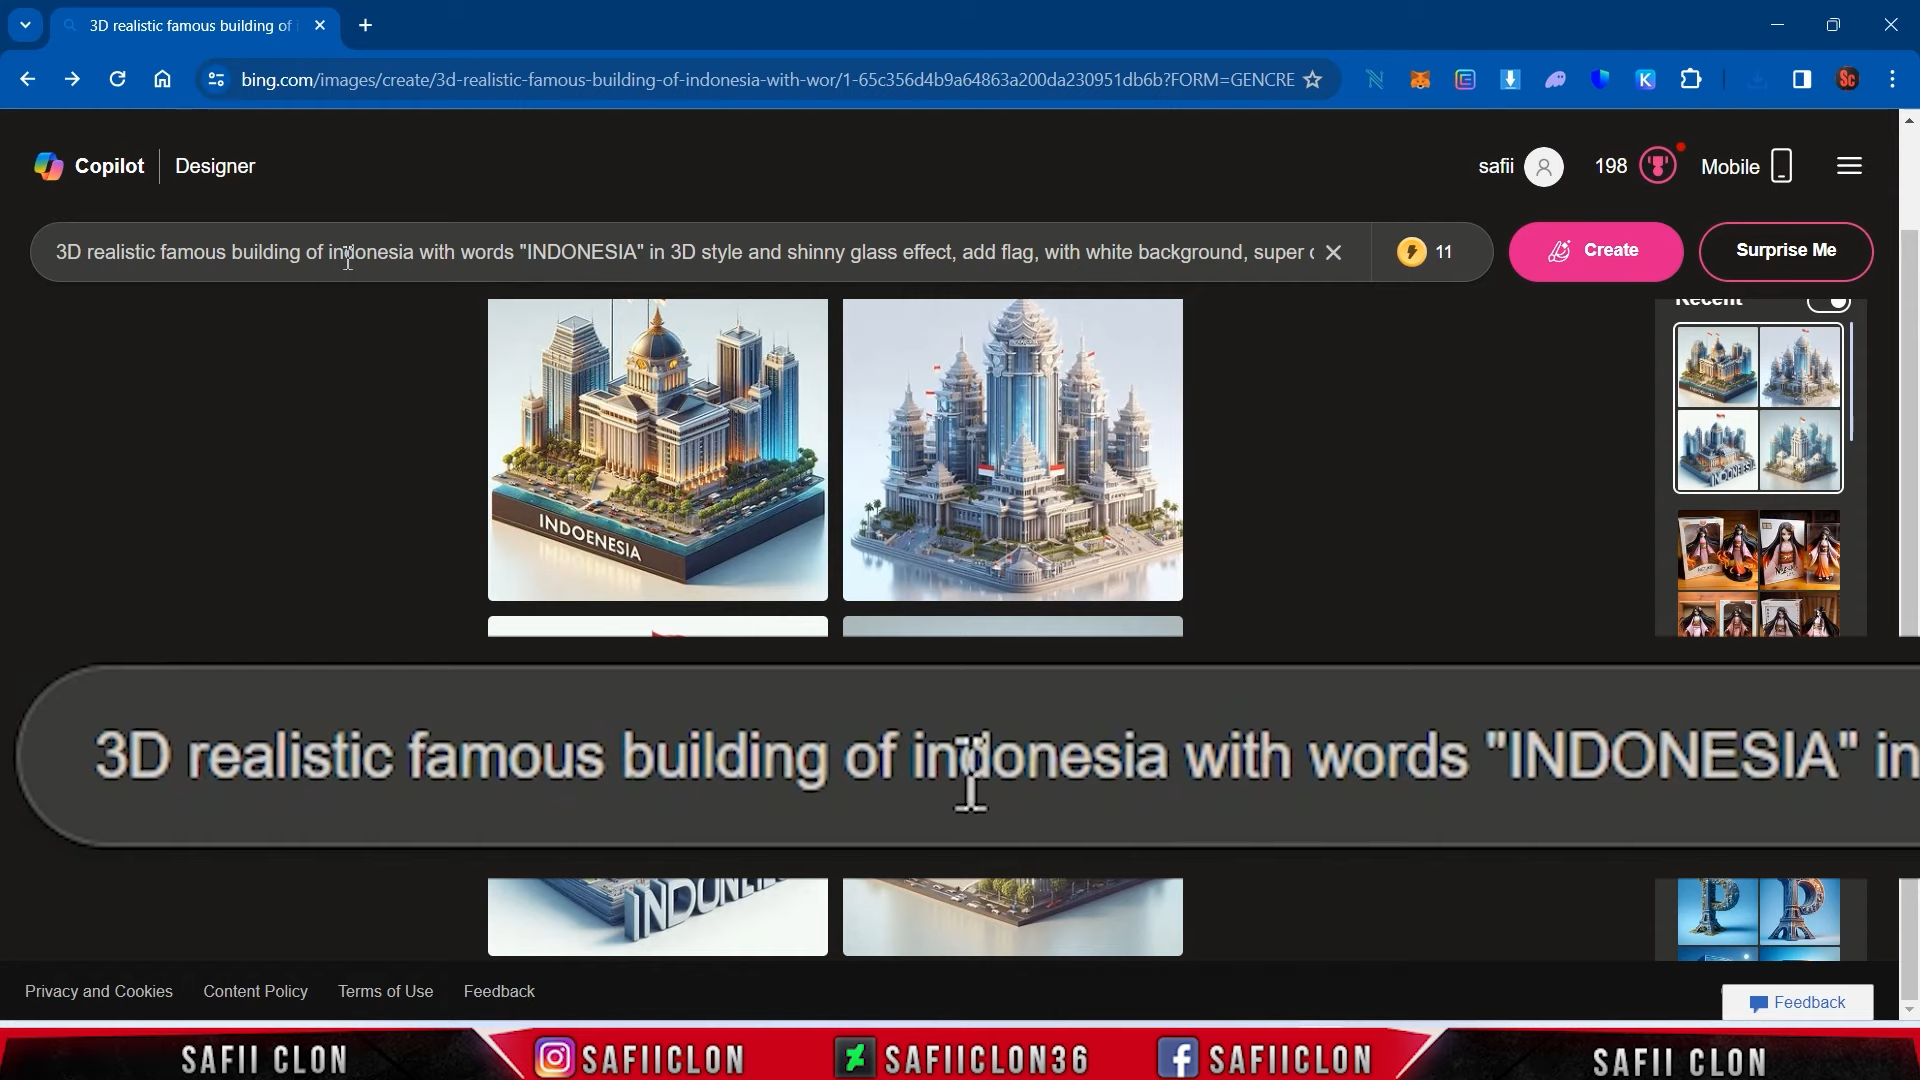 3D realistic famous building of i
bing.com/images/create/3d-realistic-famous-building-of-indonesia-with-wor/1-65c356d4b9a64863a200da230951db6b?FORM=GENCRE
Sc
Copilot
Designer
safii
198
Mobile
3D realistic famous building of indonesia with words "INDONESIA" in 3D style and shinny glass effect, add flag, with white background, super
11
Create
Surprise Me
Recent
INDOENESIA
3D realistic famous building of indonesia with words "INDONESIA" in
Privacy and Cookies
Content Policy
Terms of Use
Feedback
Feedback
SAFII CLON
SAFIICLON
SAFIICLON36
SAFIICLON
SAFII CLON